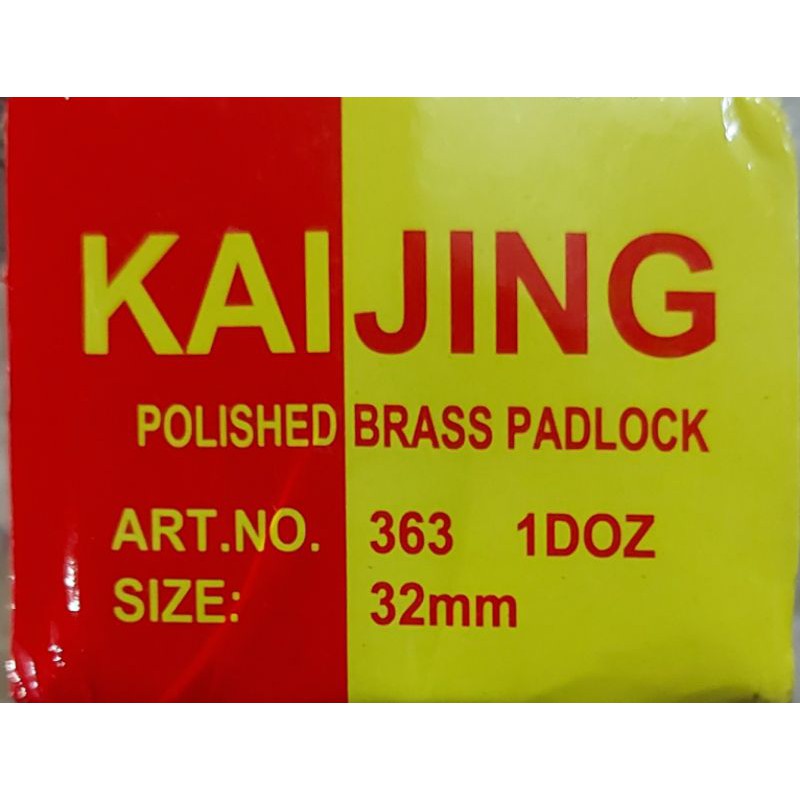 KAIJING
POLISHED BRASS PADLOCK
ART.NO. 363 1DOZ
SIZE: 32mm